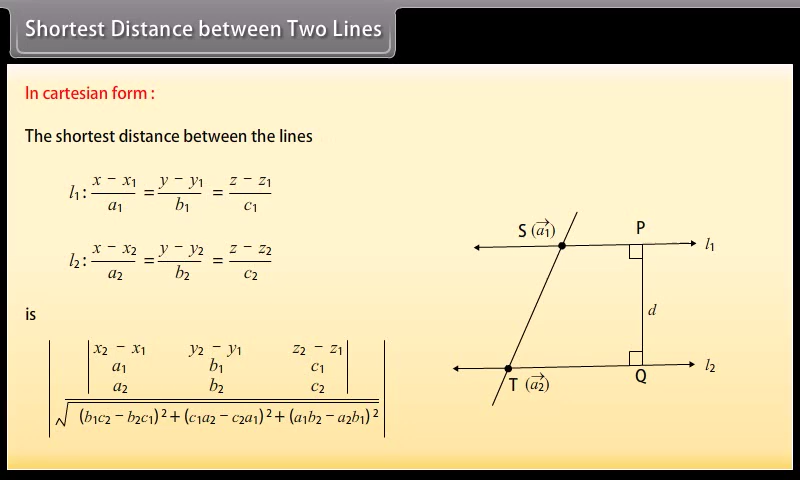 Shortest Distance between Two Lines
In cartesian form :
The shortest distance between the lines
l₁: (x − x₁)/a₁ = (y − y₁)/b₁ = (z − z₁)/c₁
l₂: (x − x₂)/a₂ = (y − y₂)/b₂ = (z − z₂)/c₂
is
x₂ − x₁ y₂ − y₁ z₂ − z₁
a₁ b₁ c₁
a₂ b₂ c₂
√(b₁c₂ − b₂c₁)² + (c₁a₂ − c₂a₁)² + (a₁b₂ − a₂b₁)²
S (a₁→) P
l₁
d
l₂
T (a₂→) Q